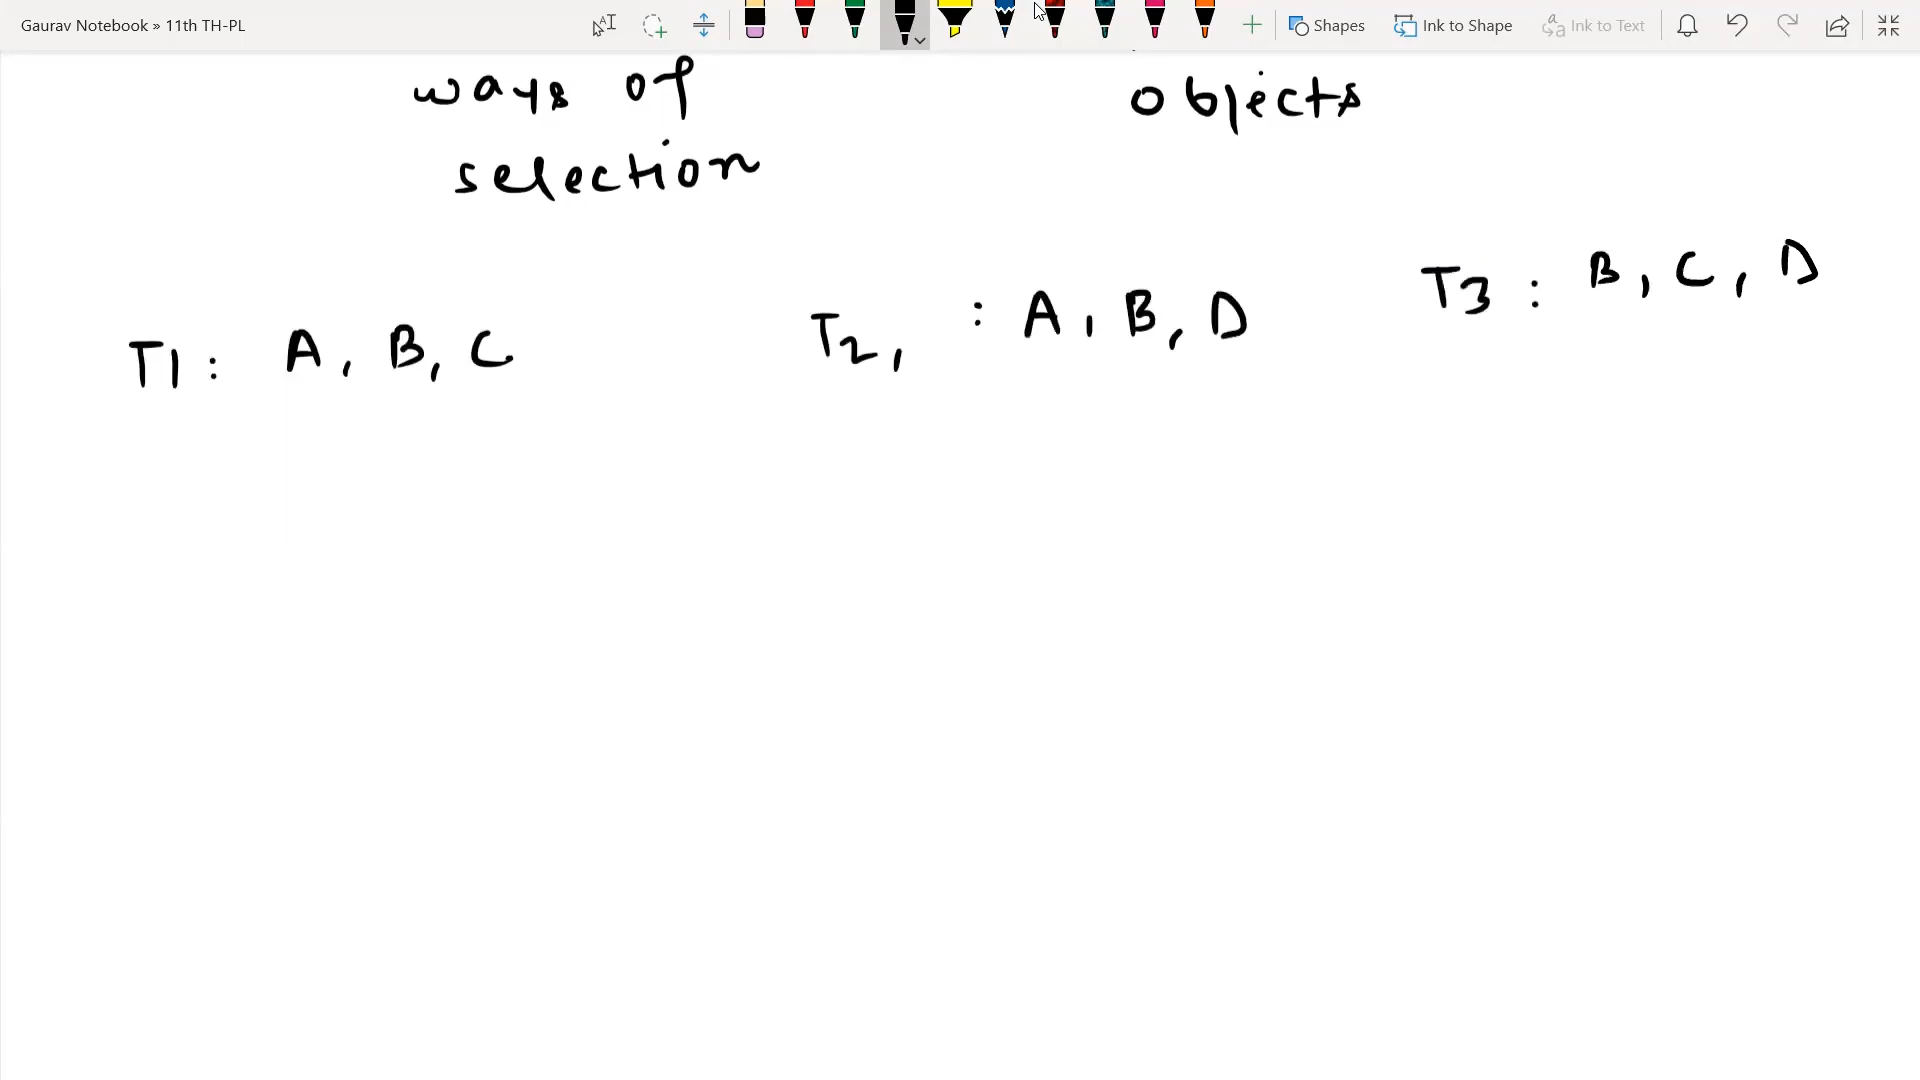 Gaurav Notebook » 11th TH-PL
Shapes
Ink to Shape
Ink to Text
ways of objects
selection
T1 : A, B, C
T2, : A, B, D
T3 : B, C, D